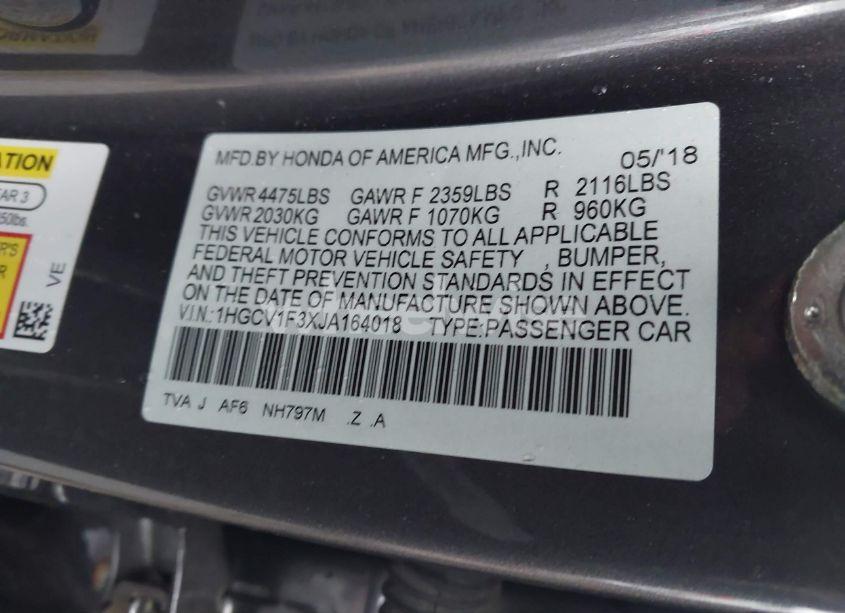 MFD.BY HONDA OF AMERICA MFG.,INC. 05/'18
GVWR 4475LBS GAWR F 2359LBS R 2116LBS
GVWR 2030KG GAWR F 1070KG R 960KG
THIS VEHICLE CONFORMS TO ALL APPLICABLE
FEDERAL MOTOR VEHICLE SAFETY , BUMPER,
AND THEFT PREVENTION STANDARDS IN EFFECT
ON THE DATE OF MANUFACTURE SHOWN ABOVE.
V.I.N.:1HGCV1F3XJA164018 TYPE:PASSENGER CAR
TVA J AF6 NH797M .Z .A
VE